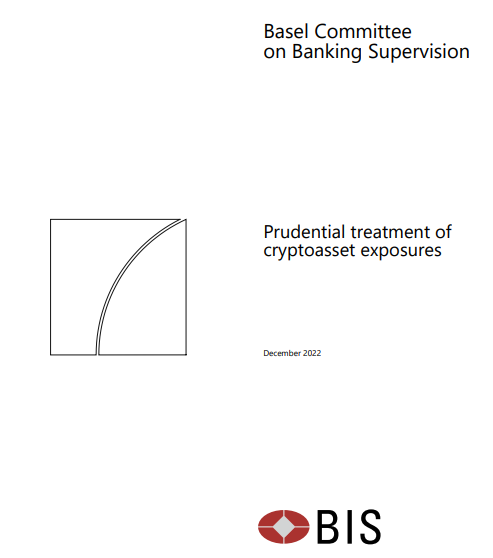 Basel Committee
on Banking Supervision
Prudential treatment of
cryptoasset exposures
December 2022
BIS